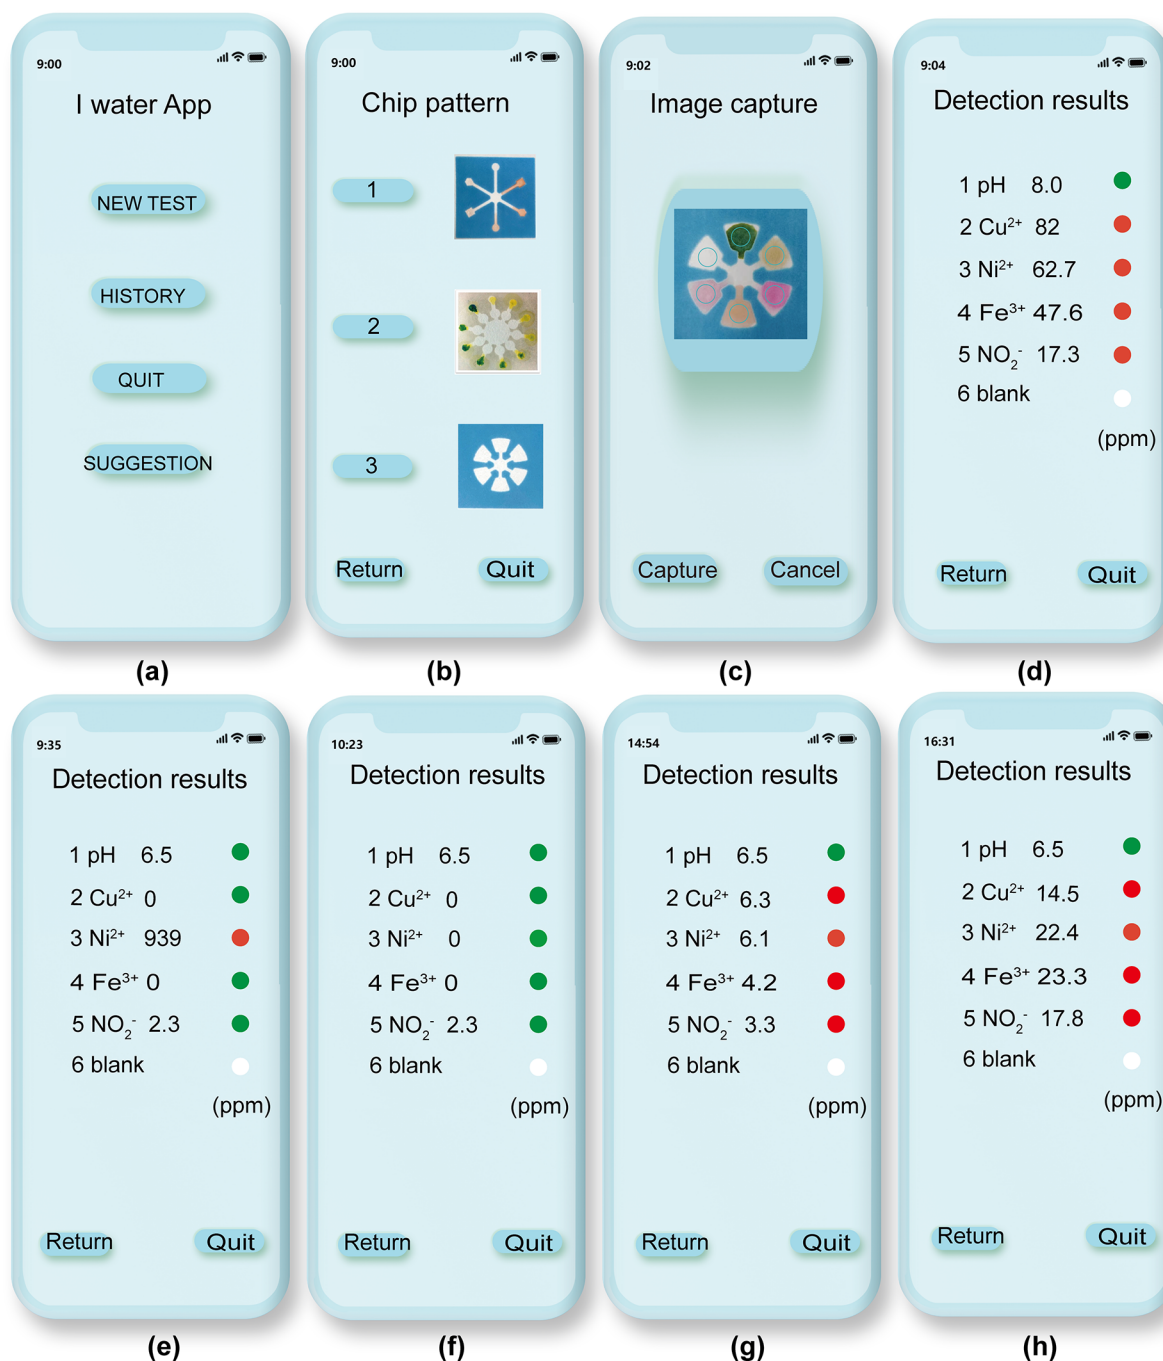 9:00
I water App
NEW TEST
HISTORY
QUIT
SUGGESTION
(a)
9:00
Chip pattern
1
2
3
Return Quit
(b)
9:02
Image capture
Capture Cancel
(c)
9:04
Detection results
1 pH 8.0
2 Cu²⁺ 82
3 Ni²⁺ 62.7
4 Fe³⁺ 47.6
5 NO₂⁻ 17.3
6 blank
(ppm)
Return Quit
(d)
9:35
Detection results
1 pH 6.5
2 Cu²⁺ 0
3 Ni²⁺ 939
4 Fe³⁺ 0
5 NO₂⁻ 2.3
6 blank
(ppm)
Return Quit
(e)
10:23
Detection results
1 pH 6.5
2 Cu²⁺ 0
3 Ni²⁺ 0
4 Fe³⁺ 0
5 NO₂⁻ 2.3
6 blank
(ppm)
Return Quit
(f)
14:54
Detection results
1 pH 6.5
2 Cu²⁺ 6.3
3 Ni²⁺ 6.1
4 Fe³⁺ 4.2
5 NO₂⁻ 3.3
6 blank
(ppm)
Return Quit
(g)
16:31
Detection results
1 pH 6.5
2 Cu²⁺ 14.5
3 Ni²⁺ 22.4
4 Fe³⁺ 23.3
5 NO₂⁻ 17.8
6 blank
(ppm)
Return Quit
(h)